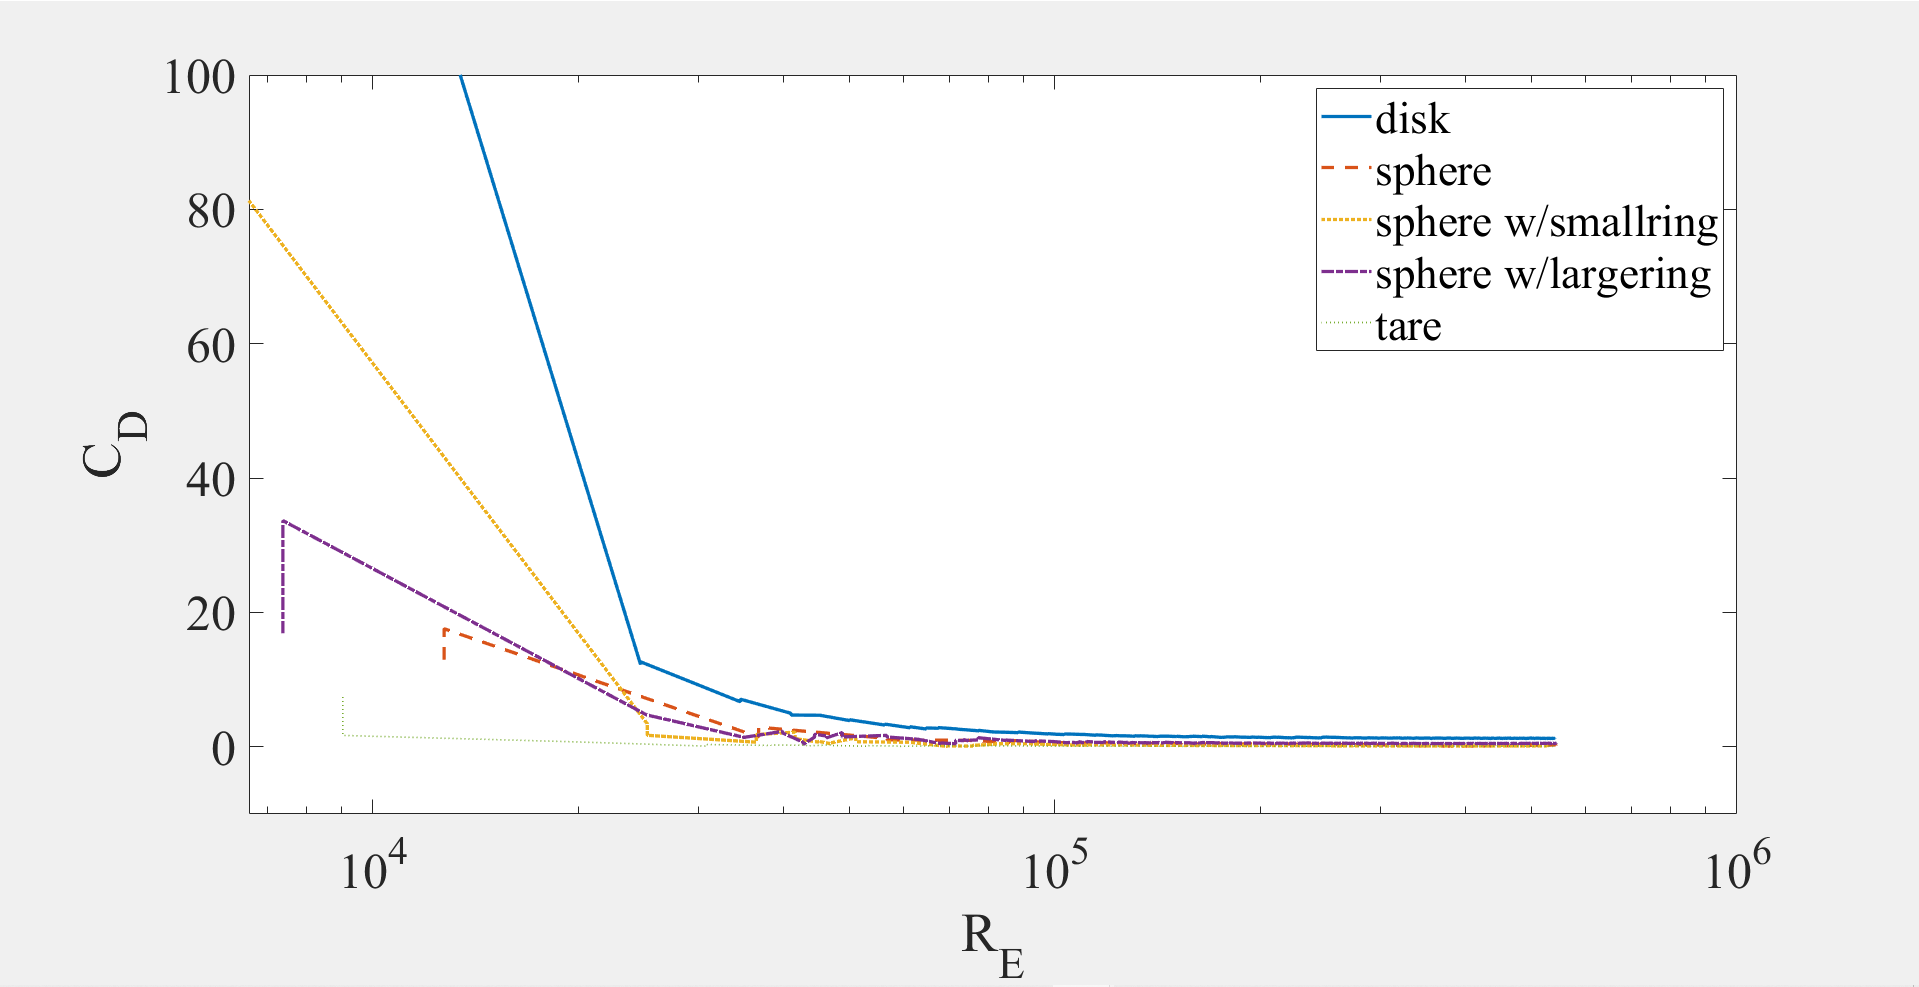 100
80
60
40
20
0
C_D
10^4
10^5
10^6
R_E
disk
sphere
sphere w/smallring
sphere w/largering
tare